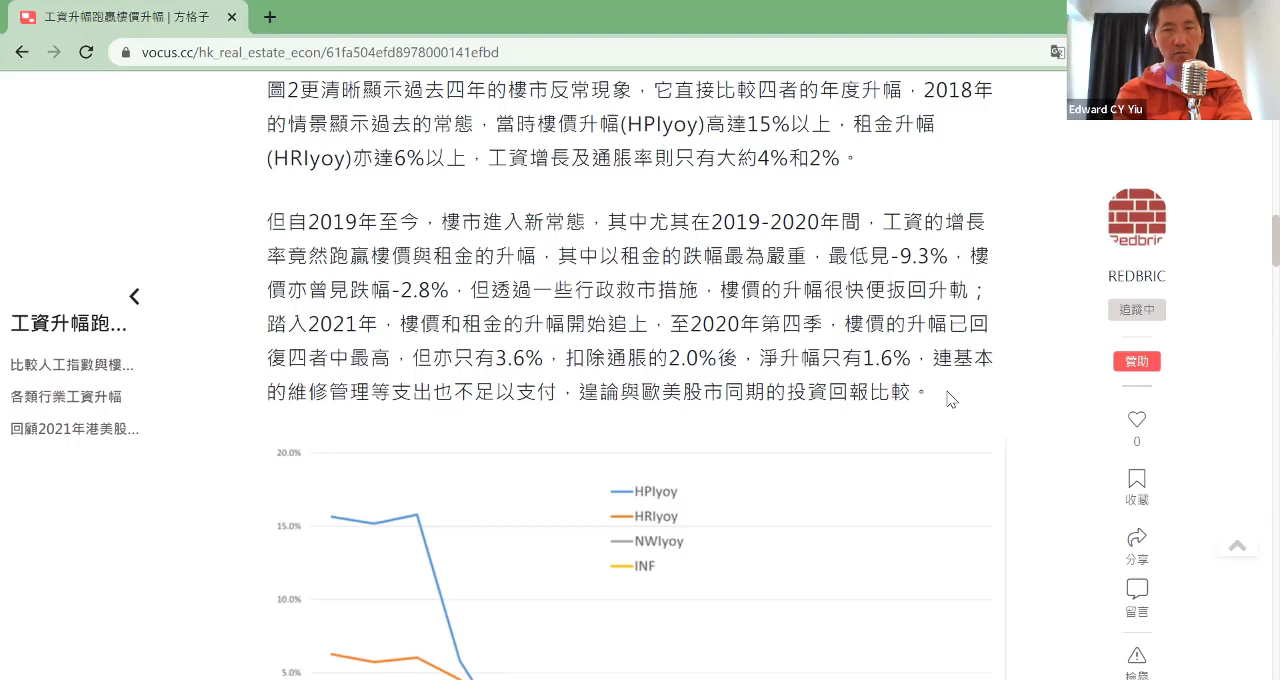 工資升幅跑贏樓價升幅 | 方格子
vocus.cc/hk_real_estate_econ/61fa504efd8978000141efbd
Edward CY Yiu
圖2更清晰顯示過去四年的樓市反常現象，它直接比較四者的年度升幅，2018年
的情景顯示過去的常態，當時樓價升幅(HPIyoy)高達15%以上，租金升幅
(HRIyoy)亦達6%以上，工資增長及通脹率則只有大約4%和2%。
但自2019年至今，樓市進入新常態，其中尤其在2019-2020年間，工資的增長
率竟然跑贏樓價與租金的升幅，其中以租金的跌幅最為嚴重，最低見-9.3%，樓
價亦曾見跌幅-2.8%，但透過一些行政救市措施，樓價的升幅很快便扳回升軌；
踏入2021年，樓價和租金的升幅開始追上，至2020年第四季，樓價的升幅已回
復四者中最高，但亦只有3.6%，扣除通脹的2.0%後，淨升幅只有1.6%，連基本
的維修管理等支出也不足以支付，遑論與歐美股市同期的投資回報比較。
工資升幅跑...
比較人工指數與樓...
各類行業工資升幅
回顧2021年港美股...
Redbric
REDBRIC
追蹤中
贊助
0
收藏
分享
留言
檢舉
20.0%
15.0%
10.0%
5.0%
HPIyoy
HRIyoy
NWIyoy
INF